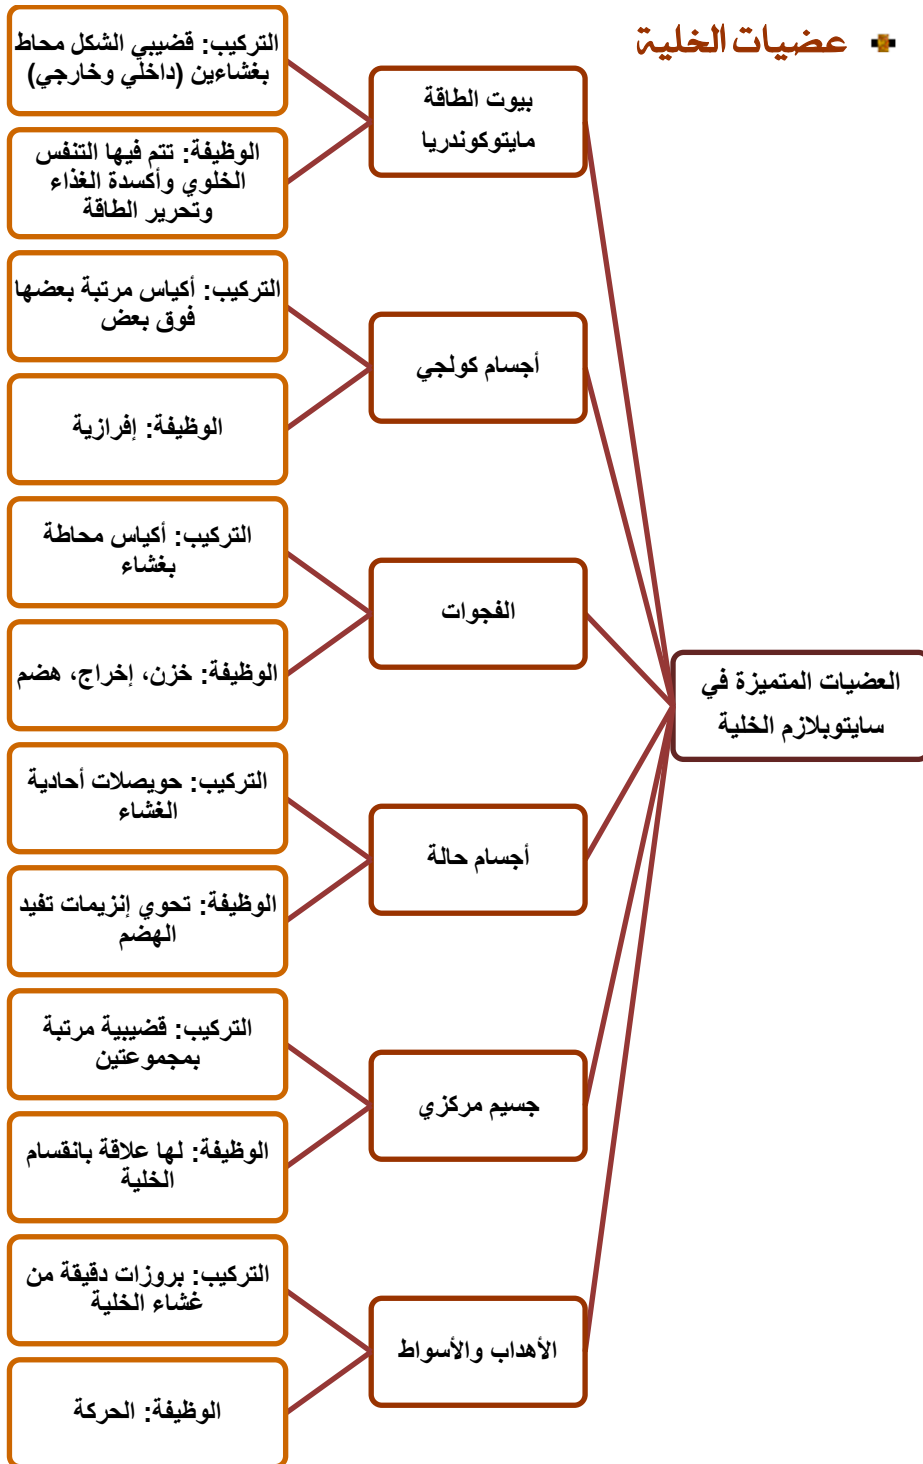 عضيات الخلية
العضيات المتميزة في
سايتوبلازم الخلية
بيوت الطاقة
مايتوكوندريا
التركيب: قضيبي الشكل محاط
بغشاءين (داخلي وخارجي)
الوظيفة: تتم فيها التنفس
الخلوي وأكسدة الغذاء
وتحرير الطاقة
أجسام كولجي
التركيب: أكياس مرتبة بعضها
فوق بعض
الوظيفة: إفرازية
الفجوات
التركيب: أكياس محاطة
بغشاء
الوظيفة: خزن، إخراج، هضم
أجسام حالة
التركيب: حويصلات أحادية
الغشاء
الوظيفة: تحوي إنزيمات تفيد
الهضم
جسيم مركزي
التركيب: قضيبية مرتبة
بمجموعتين
الوظيفة: لها علاقة بانقسام
الخلية
الأهداب والأسواط
التركيب: بروزات دقيقة من
غشاء الخلية
الوظيفة: الحركة